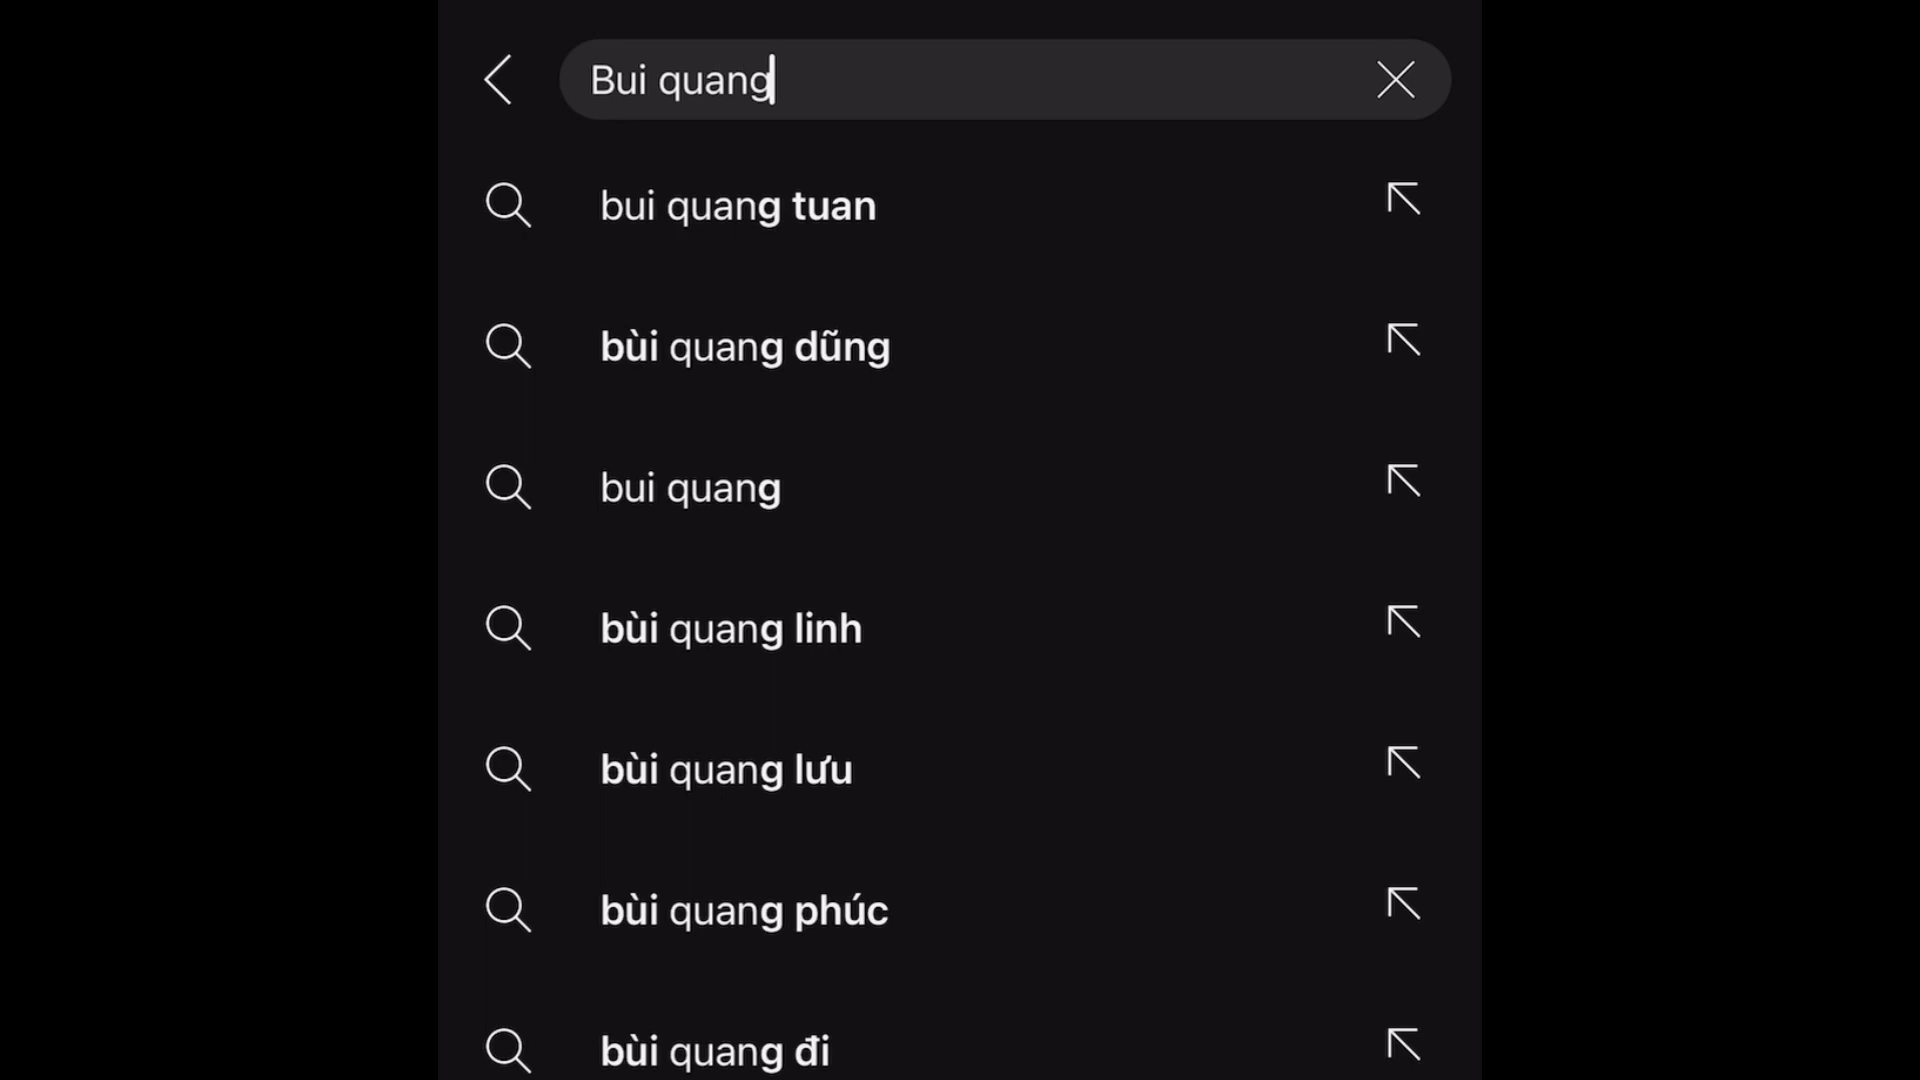 Bui quang
bui quang tuan
bùi quang dũng
bui quang
bùi quang linh
bùi quang lưu
bùi quang phúc
bùi quang đi